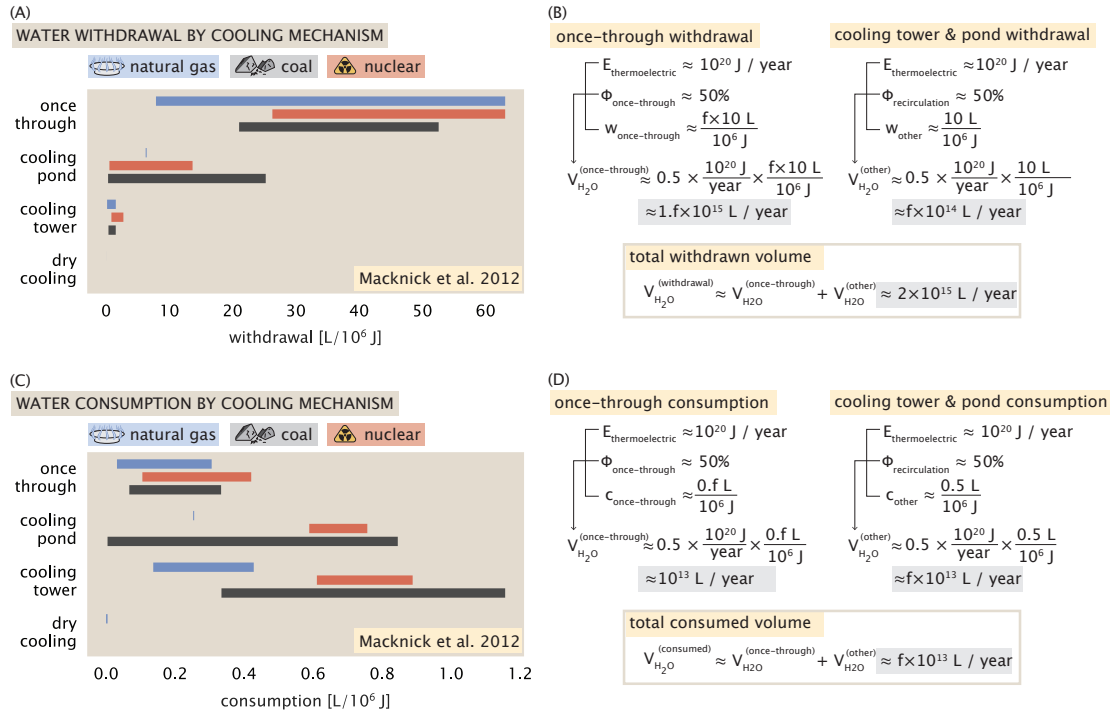 (A)
WATER WITHDRAWAL BY COOLING MECHANISM
natural gas coal nuclear
once
through
cooling
pond
cooling
tower
dry
cooling
Macknick et al. 2012
0 10 20 30 40 50 60
withdrawal [L/10⁶ J]
(B)
once-through withdrawal
E_thermoelectric ≈ 10²⁰ J / year
Φ_once-through ≈ 50%
w_once-through ≈ f×10 L / 10⁶ J
V_H₂O^(once-through) ≈ 0.5 × 10²⁰ J / year × f×10 L / 10⁶ J
≈1.f×10¹⁵ L / year
cooling tower & pond withdrawal
E_thermoelectric ≈10²⁰ J / year
Φ_recirculation ≈ 50%
w_other ≈ 10 L / 10⁶ J
V_H₂O^(other) ≈ 0.5 × 10²⁰ J / year × 10 L / 10⁶ J
≈f×10¹⁴ L / year
total withdrawn volume
V_H₂O^(withdrawal) ≈ V_H2O^(once-through) + V_H2O^(other) ≈ 2×10¹⁵ L / year
(C)
WATER CONSUMPTION BY COOLING MECHANISM
natural gas coal nuclear
once
through
cooling
pond
cooling
tower
dry
cooling
Macknick et al. 2012
0 0.2 0.4 0.6 0.8 1.0 1.2
consumption [L/10⁶ J]
(D)
once-through consumption
E_thermoelectric ≈10²⁰ J / year
Φ_once-through ≈ 50%
c_once-through ≈ 0.f L / 10⁶ J
V_H₂O^(once-through) ≈ 0.5 × 10²⁰ J / year × 0.f L / 10⁶ J
≈10¹³ L / year
cooling tower & pond consumption
E_thermoelectric ≈ 10²⁰ J / year
Φ_recirculation ≈ 50%
c_other ≈ 0.5 L / 10⁶ J
V_H₂O^(other) ≈ 0.5 × 10²⁰ J / year × 0.5 L / 10⁶ J
≈f×10¹³ L / year
total consumed volume
V_H₂O^(consumed) ≈ V_H2O^(once-through) + V_H2O^(other) ≈ f×10¹³ L / year